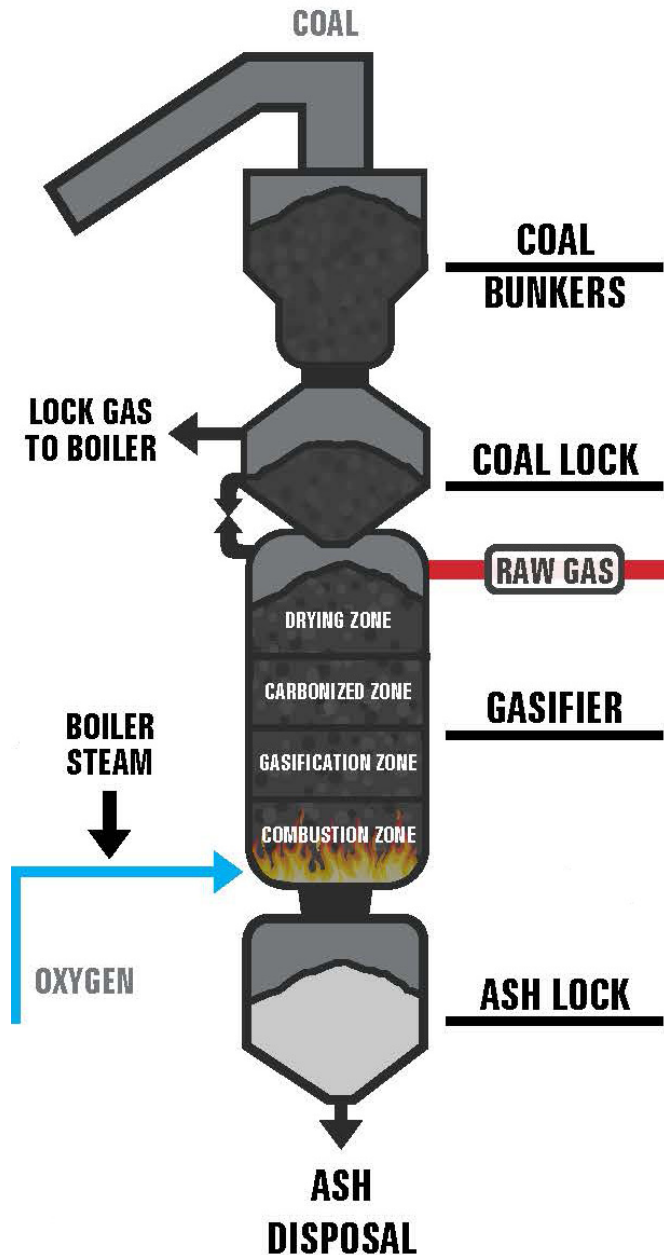 COAL
COAL
BUNKERS
LOCK GAS
TO BOILER
COAL LOCK
RAW GAS
DRYING ZONE
CARBONIZED ZONE
GASIFIER
BOILER
STEAM
GASIFICATION ZONE
COMBUSTION ZONE
OXYGEN
ASH LOCK
ASH
DISPOSAL